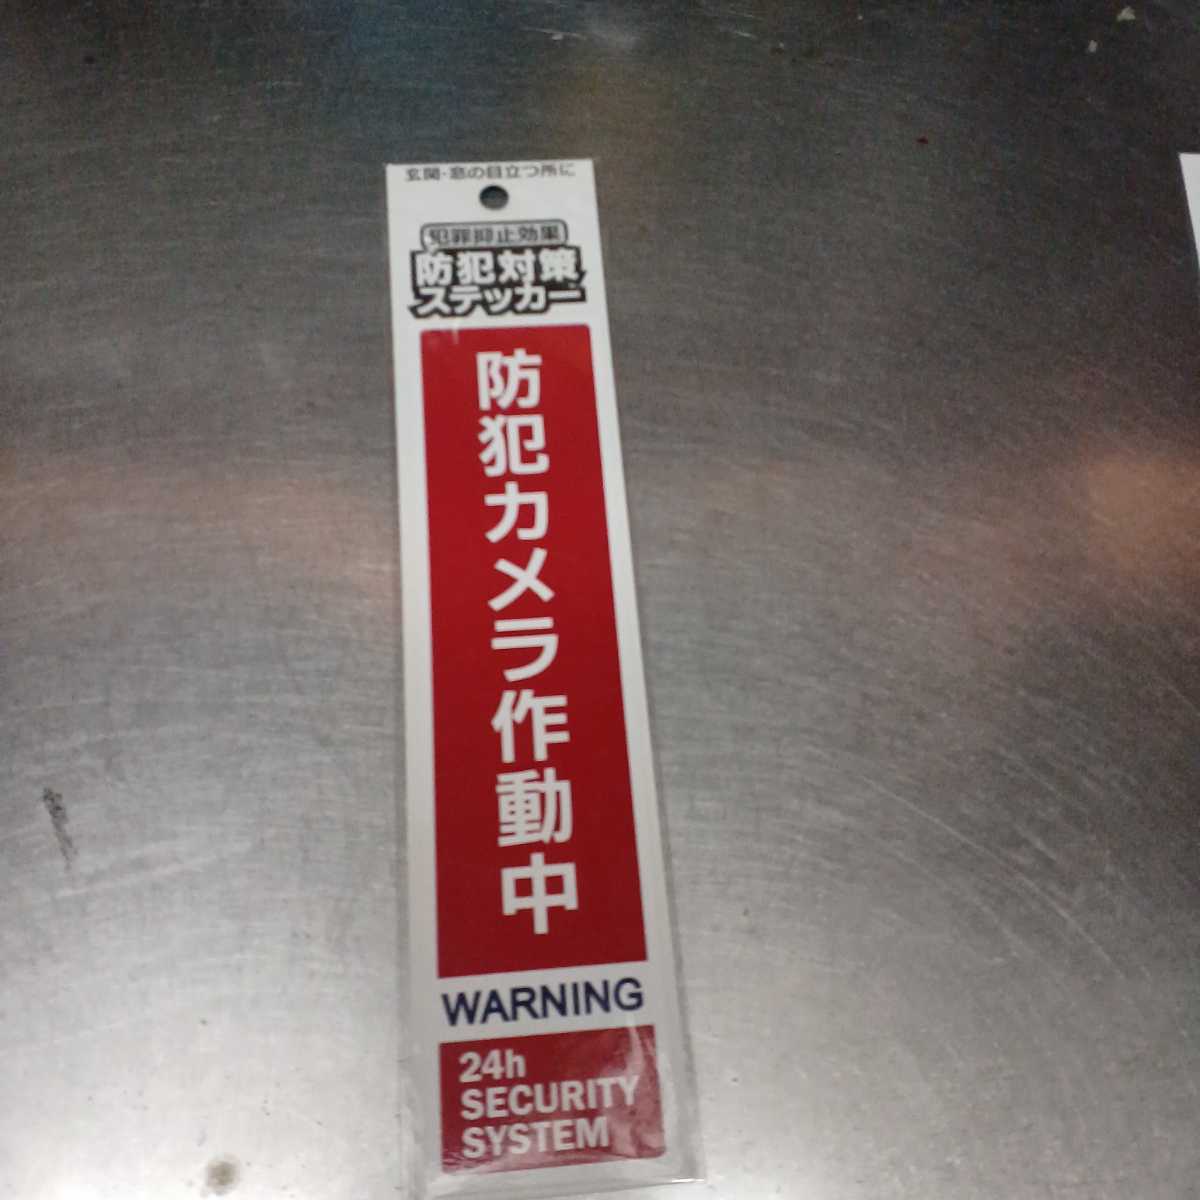 玄関・窓の目立つ所に
犯罪抑止効果
防犯対策
ステッカー
防犯カメラ作動中
WARNING
24h
SECURITY
SYSTEM